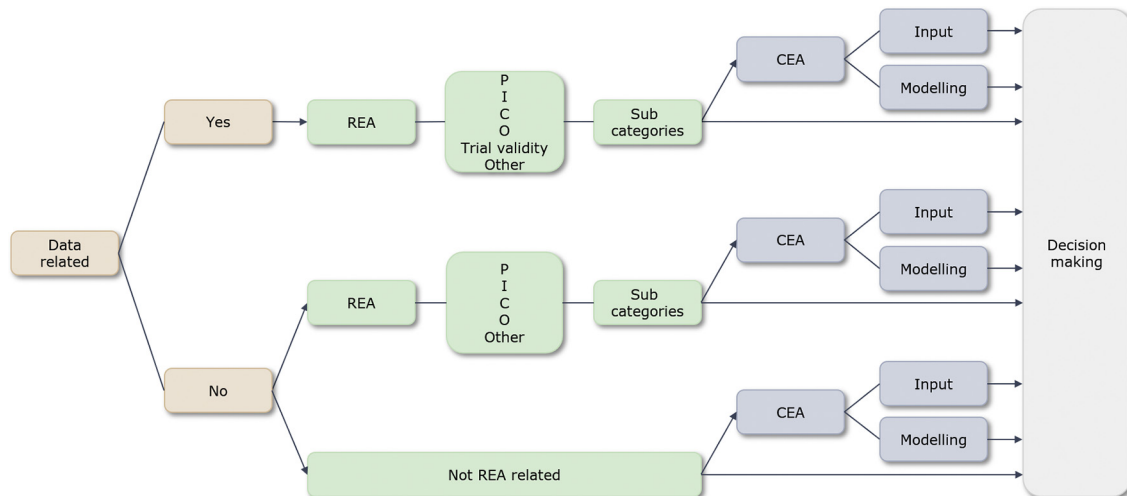 Data
related
Yes
REA
P
I
C
O
Trial validity
Other
Sub
categories
CEA
Input
Modelling
No
REA
P
I
C
O
Other
Sub
categories
CEA
Input
Modelling
Not REA related
CEA
Input
Modelling
Decision
making